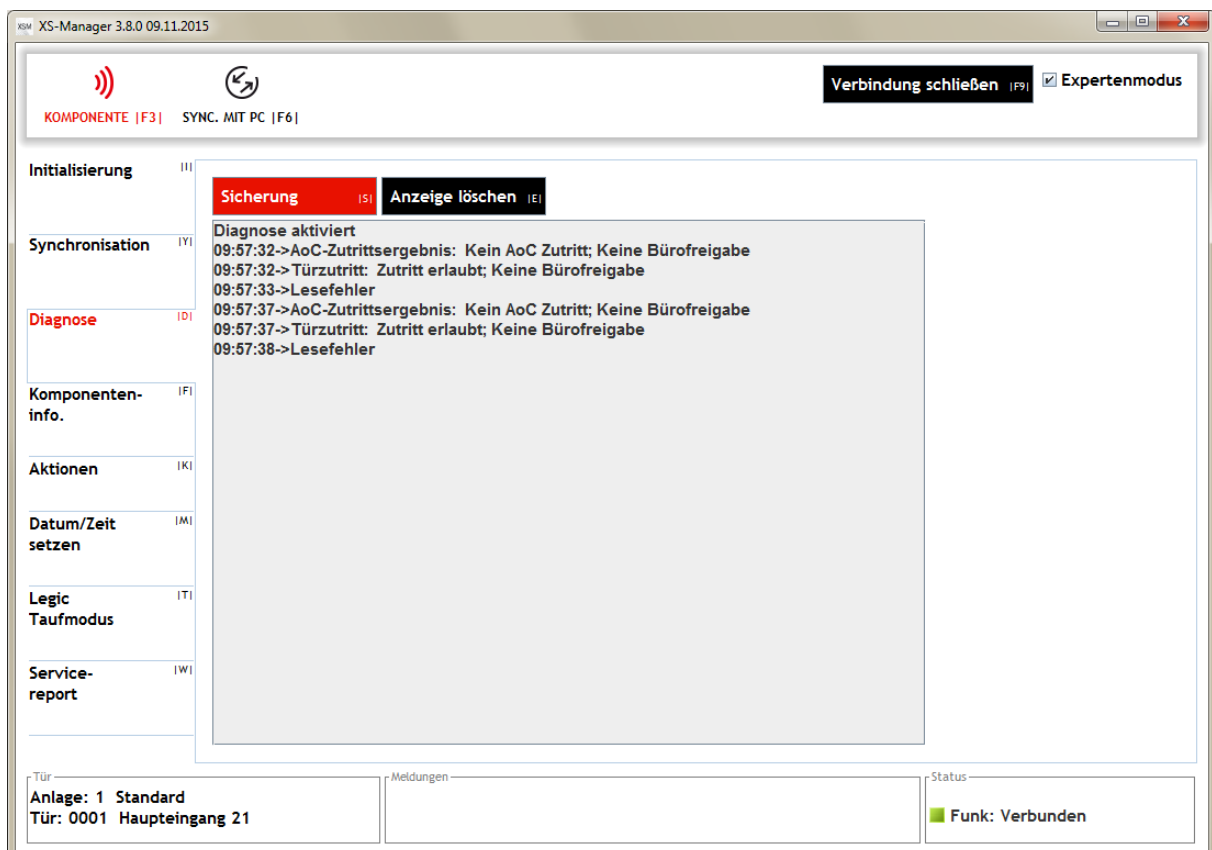 XSM XS-Manager 3.8.0 09.11.2015
KOMPONENTE |F3| SYNC. MIT PC |F6|
Verbindung schließen |F9| Expertenmodus
Initialisierung |I|
Synchronisation |Y|
Diagnose |D|
Komponenten- |F|
info.
Aktionen |K|
Datum/Zeit |M|
setzen
Legic |T|
Taufmodus
Service- |W|
report
Sicherung |S| Anzeige löschen |E|
Diagnose aktiviert
09:57:32->AoC-Zutrittsergebnis: Kein AoC Zutritt; Keine Bürofreigabe
09:57:32->Türzutritt: Zutritt erlaubt; Keine Bürofreigabe
09:57:33->Lesefehler
09:57:37->AoC-Zutrittsergebnis: Kein AoC Zutritt; Keine Bürofreigabe
09:57:37->Türzutritt: Zutritt erlaubt; Keine Bürofreigabe
09:57:38->Lesefehler
Tür
Anlage: 1 Standard
Tür: 0001 Haupteingang 21
Meldungen
Status
Funk: Verbunden